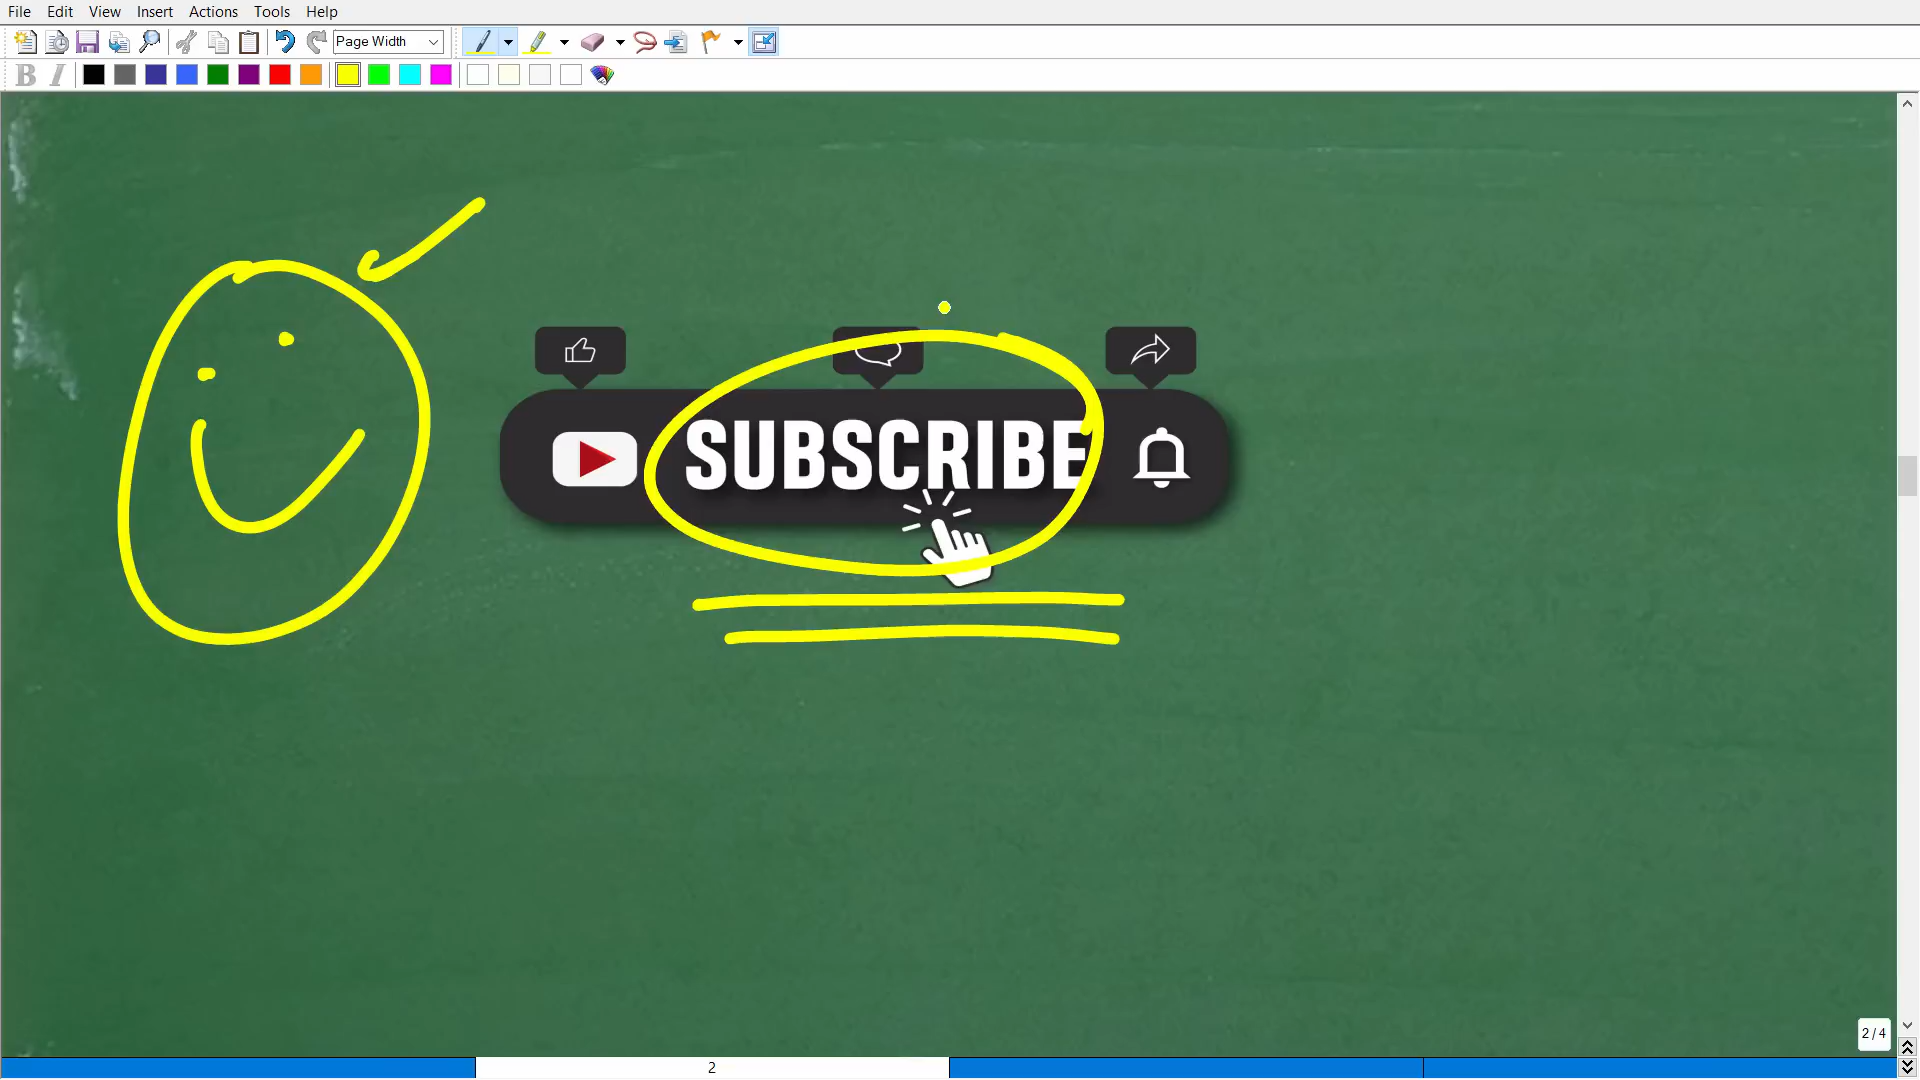 File Edit View Insert Actions Tools Help
Page Width
B I
SUBSCRIBE
2 / 4
2